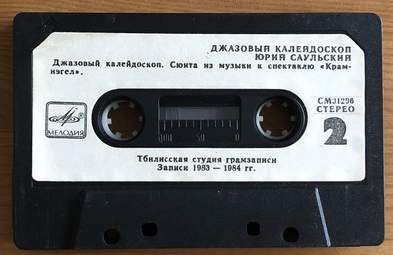 ДЖАЗОВЫЙ КАЛЕЙДОСКОП
ЮРИЙ САУЛЬСКИЙ
Джазовый калейдоскоп. Сюита из музыки к спектаклю «Крам-
нэгел».
СМ01296
СТЕРЕО
2
МЕЛОДИЯ
Тбилисская студия грамзаписи
Записи 1983 — 1984 гг.